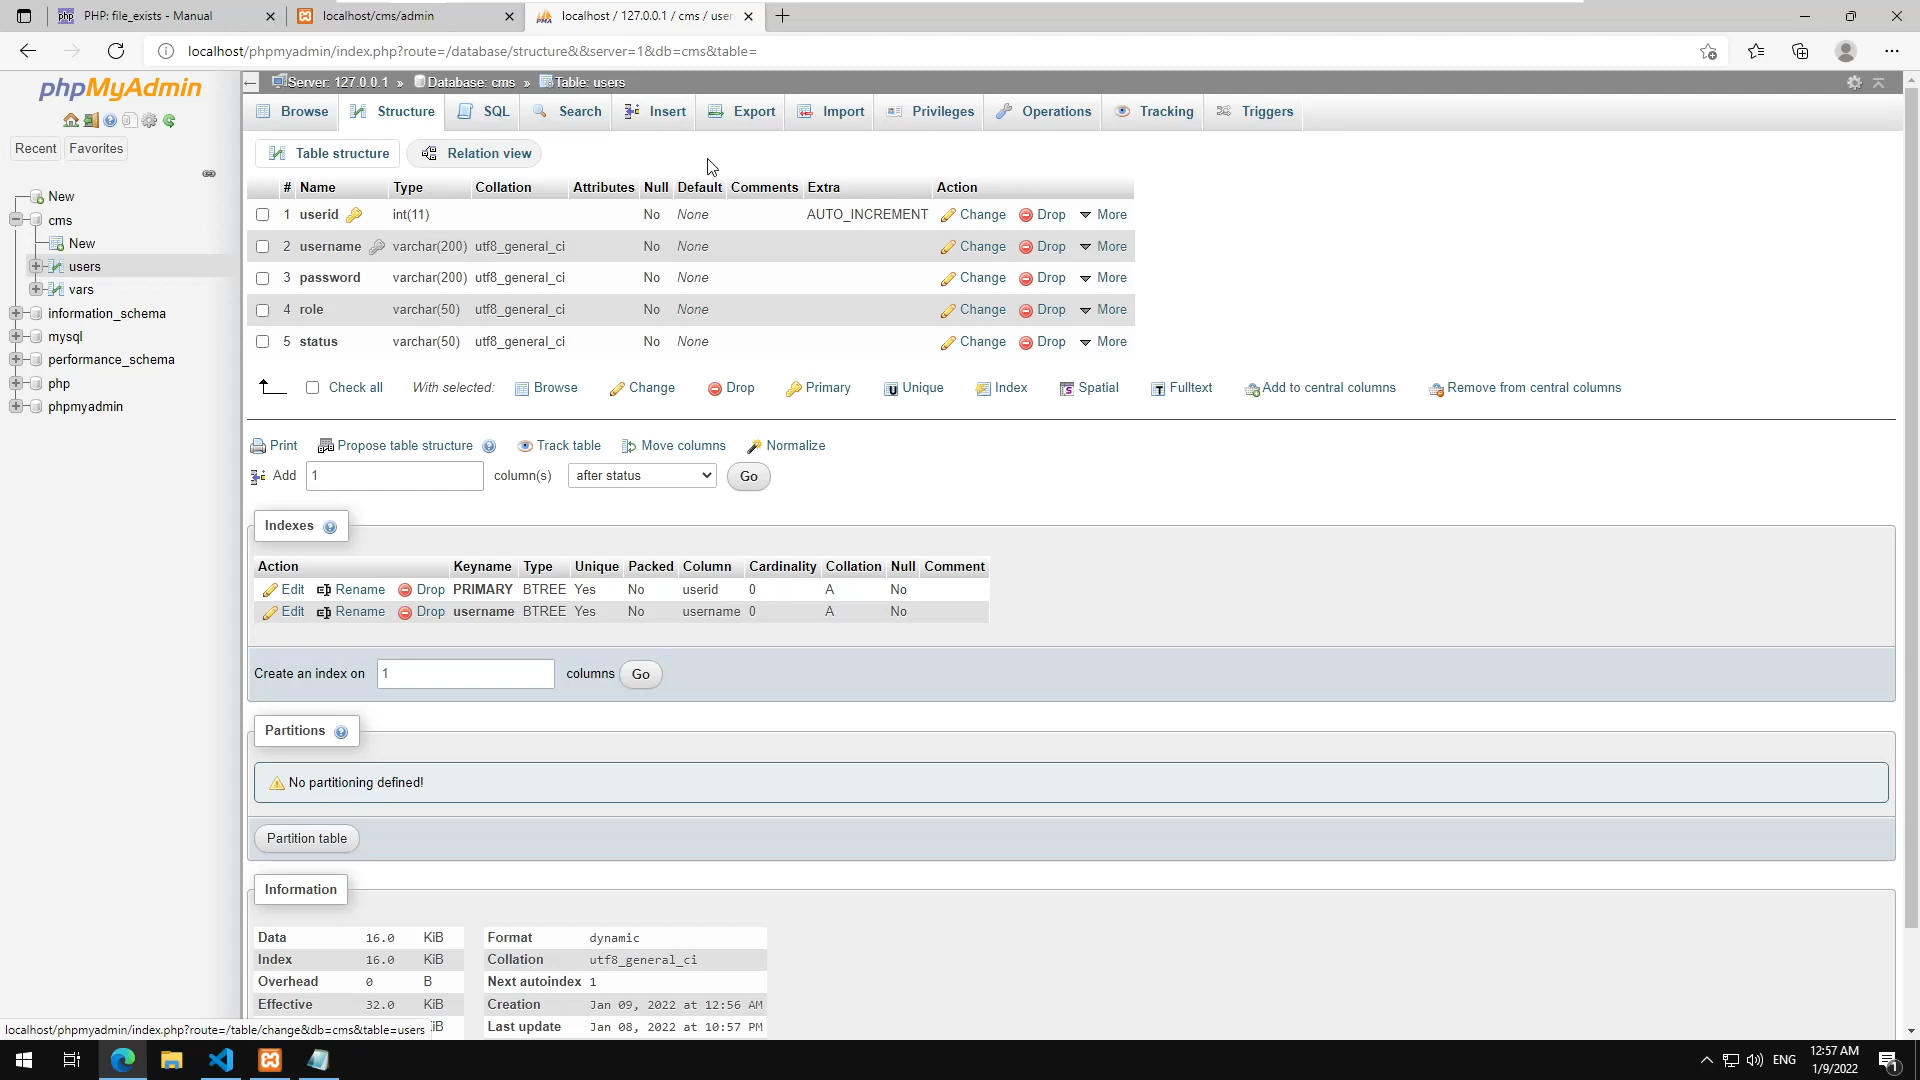 PHP: file_exists - Manual
localhost/cms/admin
localhost / 127.0.0.1 / cms / user
localhost/phpmyadmin/index.php?route=/database/structure&&server=1&db=cms&table=
phpMyAdmin
Recent Favorites
New
cms
New
users
vars
information_schema
mysql
performance_schema
php
phpmyadmin
Server: 127.0.0.1 » Database: cms » Table: users
Browse Structure SQL Search Insert Export Import Privileges Operations Tracking Triggers
Table structure Relation view
# Name Type Collation Attributes Null Default Comments Extra Action
1 userid int(11) No None AUTO_INCREMENT Change Drop More
2 username varchar(200) utf8_general_ci No None Change Drop More
3 password varchar(200) utf8_general_ci No None Change Drop More
4 role varchar(50) utf8_general_ci No None Change Drop More
5 status varchar(50) utf8_general_ci No None Change Drop More
Check all With selected: Browse Change Drop Primary Unique Index Spatial Fulltext Add to central columns Remove from central columns
Print Propose table structure Track table Move columns Normalize
Add 1 column(s) after status Go
Indexes
Action Keyname Type Unique Packed Column Cardinality Collation Null Comment
Edit Rename Drop PRIMARY BTREE Yes No userid 0 A No
Edit Rename Drop username BTREE Yes No username 0 A No
Create an index on 1 columns Go
Partitions
No partitioning defined!
Partition table
Information
Data 16.0 KiB Format dynamic
Index 16.0 KiB Collation utf8_general_ci
Overhead 0 B Next autoindex 1
Effective 32.0 KiB Creation Jan 09, 2022 at 12:56 AM
Last update Jan 08, 2022 at 10:57 PM
localhost/phpmyadmin/index.php?route=/table/change&db=cms&table=users
ENG
12:57 AM
1/9/2022
1